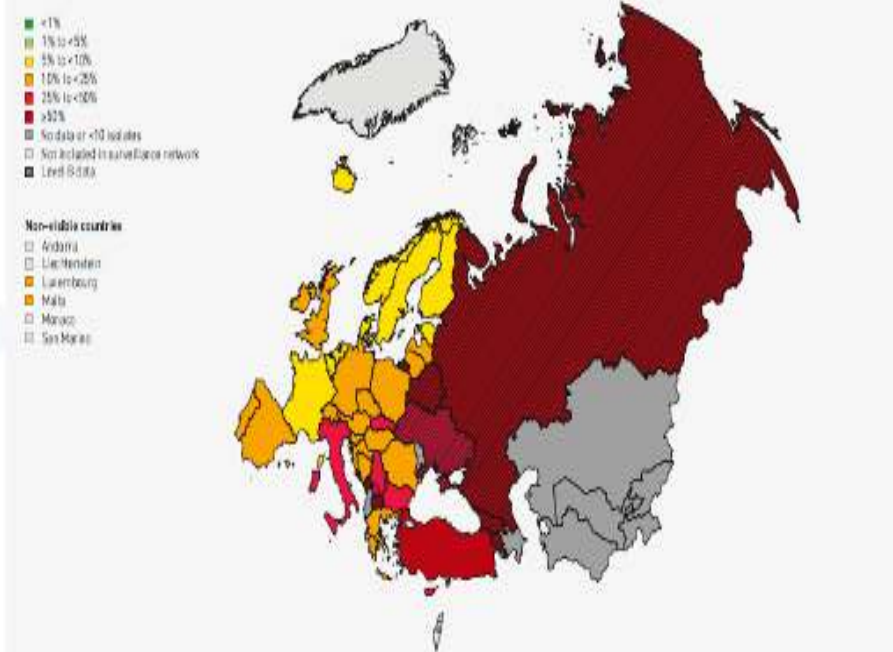 <1%
1% to <5%
5% to <10%
10% to <25%
25% to <50%
≥50%
No data or <10 isolates
Not included in surveillance network
Level B data
Non-visible countries
Andorra
Liechtenstein
Luxembourg
Malta
Monaco
San Marino